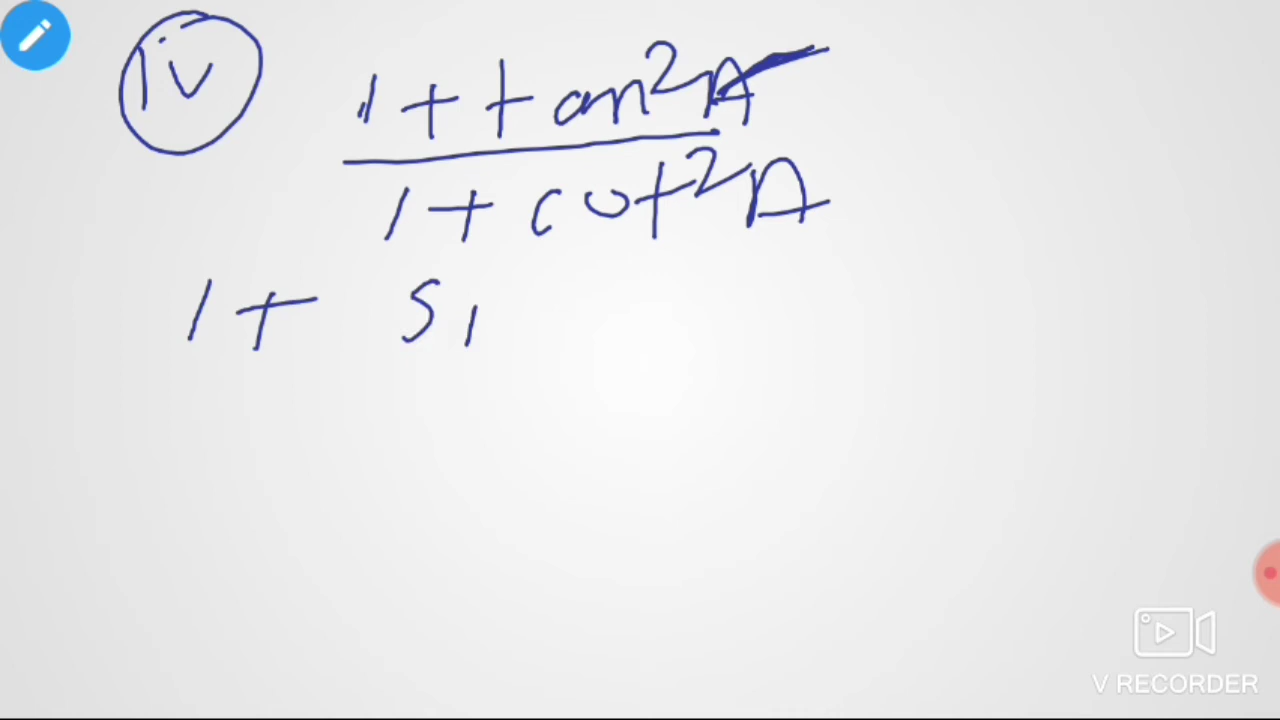 iv
1 + tan²A
1 + cot²A
1 + si
V RECORDER